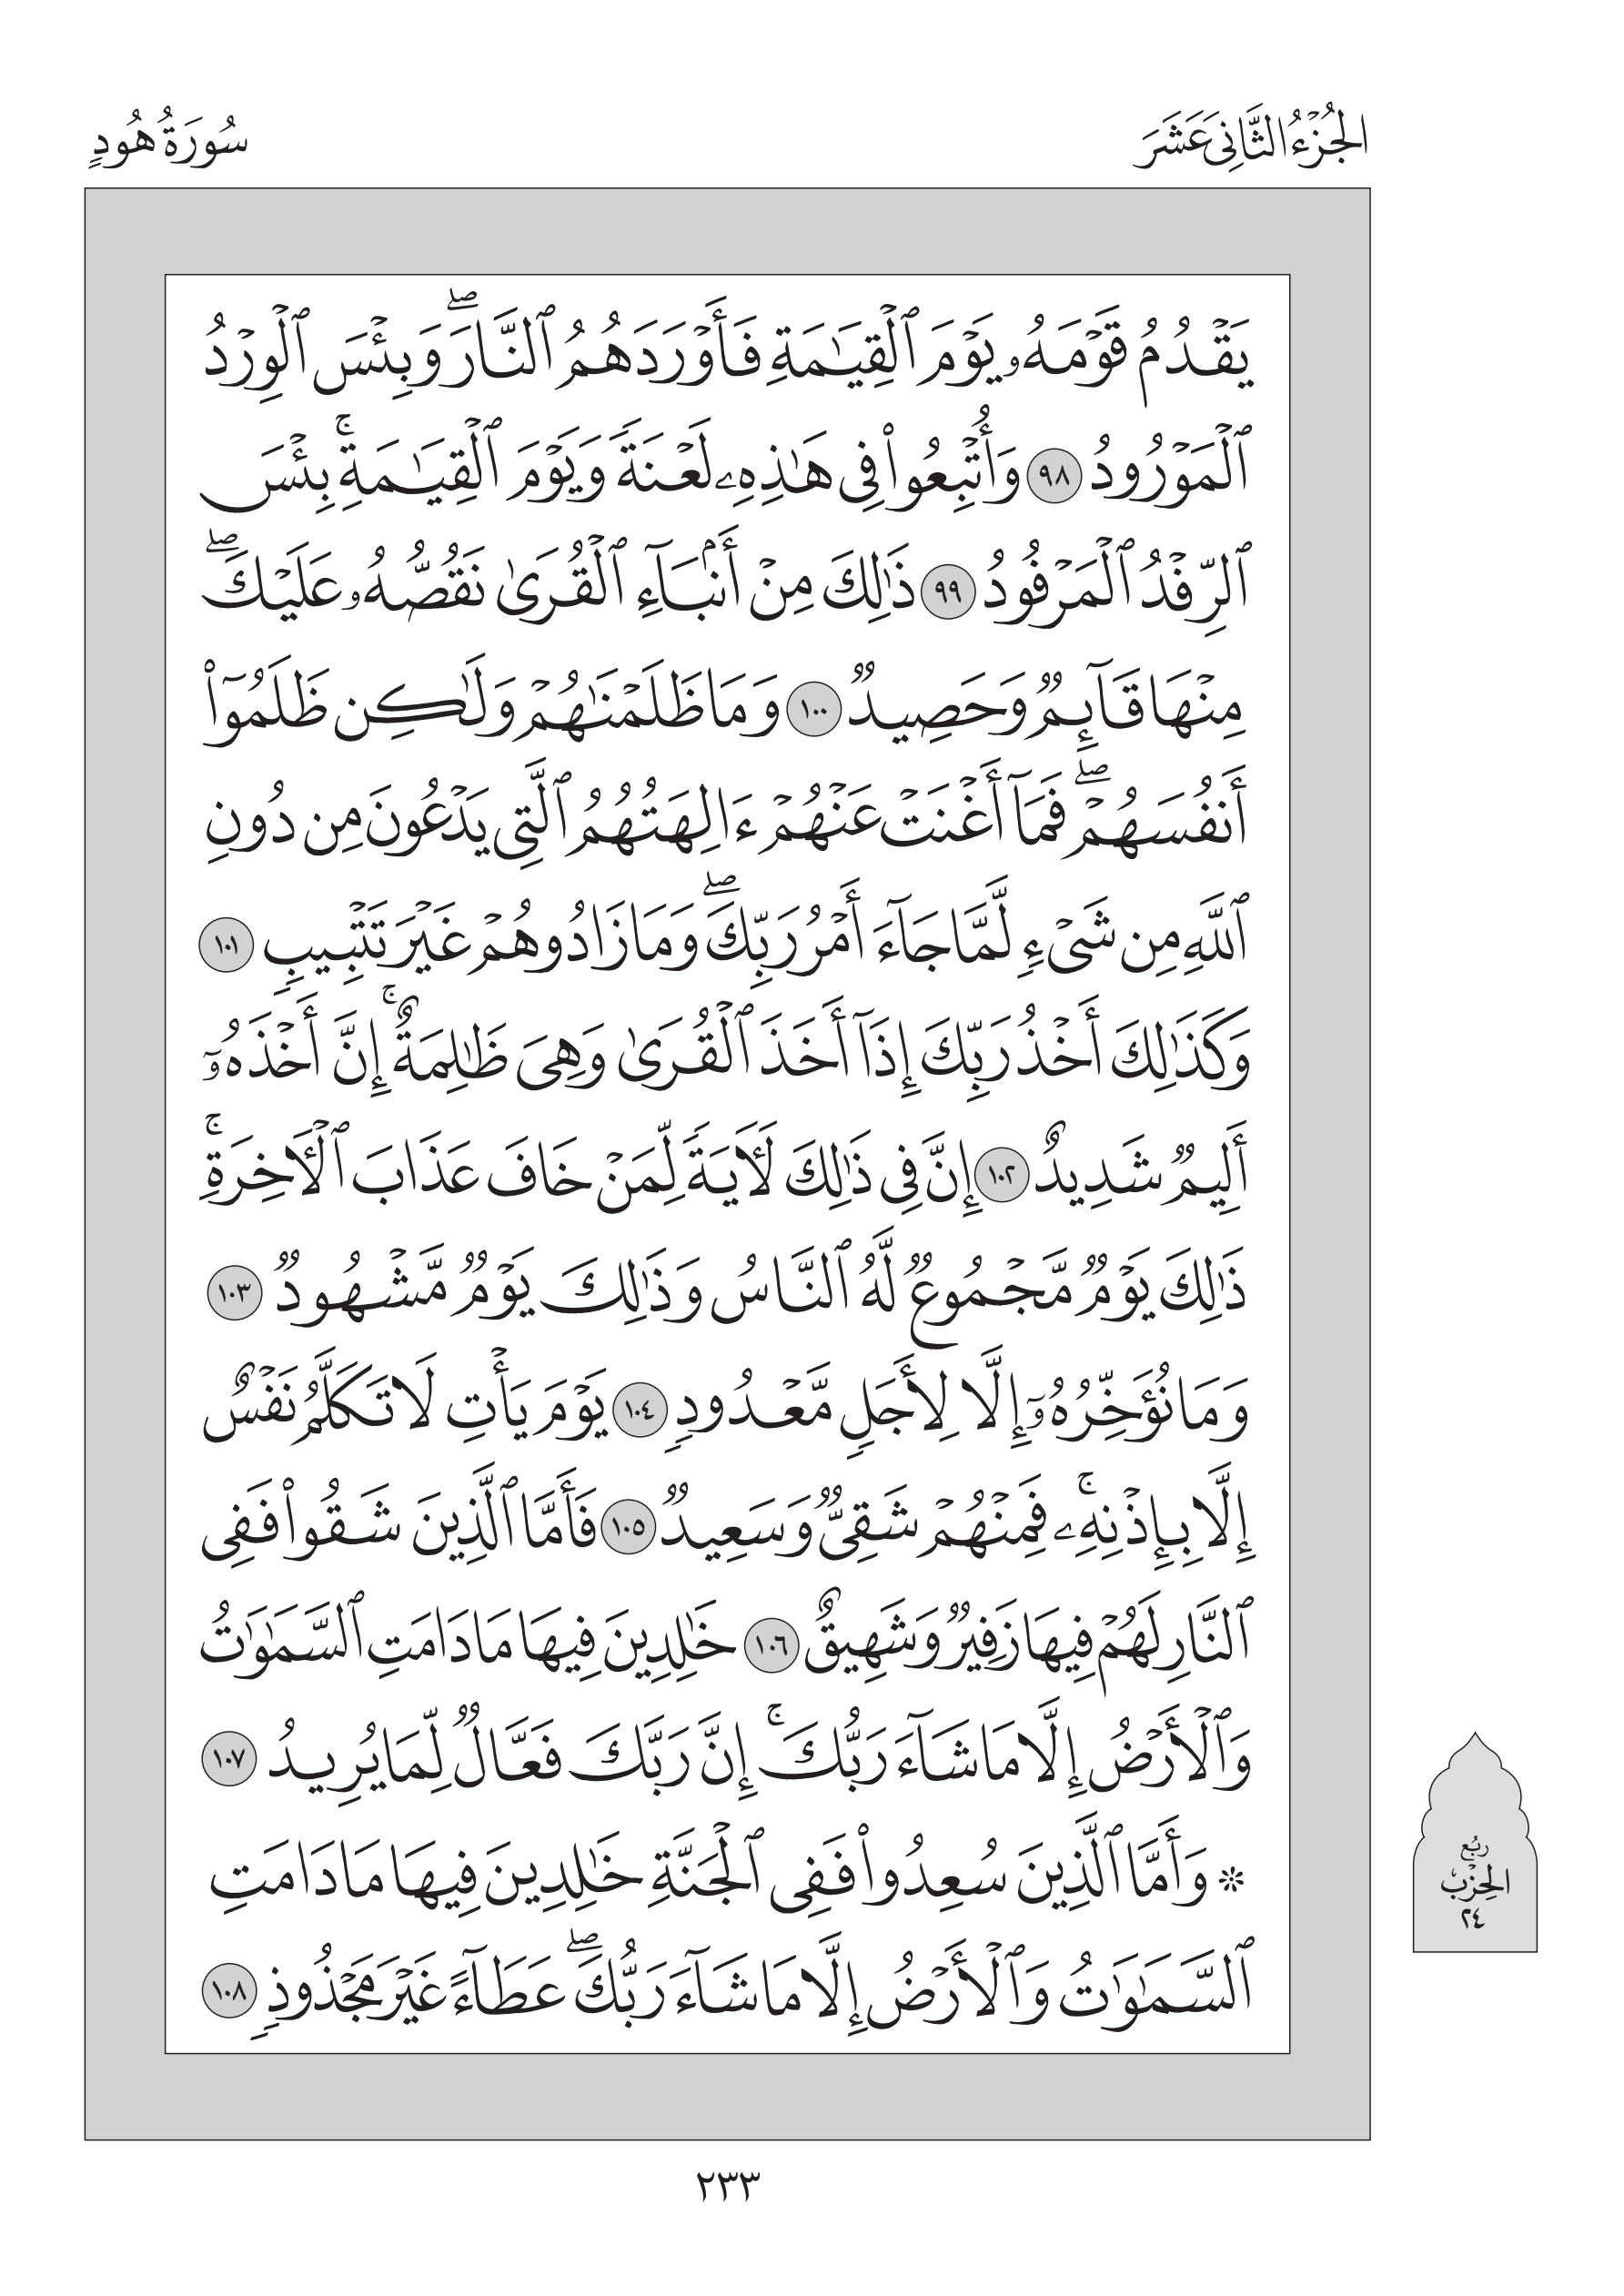 الجُزْءُ الثَّانِي عَشَرَ
سُورَةُ هُودٍ
يَقْدُمُ قَوْمَهُۥ يَوْمَ ٱلْقِيَٰمَةِ فَأَوْرَدَهُمُ ٱلنَّارَۖ وَبِئْسَ ٱلْوِرْدُ
ٱلْمَوْرُودُ ٩٨ وَأُتْبِعُوا۟ فِى هَٰذِهِۦ لَعْنَةً وَيَوْمَ ٱلْقِيَٰمَةِۚ بِئْسَ
ٱلرِّفْدُ ٱلْمَرْفُودُ ٩٩ ذَٰلِكَ مِنْ أَنۢبَآءِ ٱلْقُرَىٰ نَقُصُّهُۥ عَلَيْكَۖ
مِنْهَا قَآئِمٌ وَحَصِيدٌ ١٠٠ وَمَا ظَلَمْنَٰهُمْ وَلَٰكِن ظَلَمُوٓا۟
أَنفُسَهُمْۖ فَمَآ أَغْنَتْ عَنْهُمْ ءَالِهَتُهُمُ ٱلَّتِى يَدْعُونَ مِن دُونِ
ٱللَّهِ مِن شَىْءٍ لَّمَّا جَآءَ أَمْرُ رَبِّكَۖ وَمَا زَادُوهُمْ غَيْرَ تَتْبِيبٍ ١٠١
وَكَذَٰلِكَ أَخْذُ رَبِّكَ إِذَآ أَخَذَ ٱلْقُرَىٰ وَهِىَ ظَٰلِمَةٌۚ إِنَّ أَخْذَهُۥٓ
أَلِيمٌ شَدِيدٌ ١٠٢ إِنَّ فِى ذَٰلِكَ لَءَايَةً لِّمَنْ خَافَ عَذَابَ ٱلْءَاخِرَةِۚ
ذَٰلِكَ يَوْمٌ مَّجْمُوعٌ لَّهُ ٱلنَّاسُ وَذَٰلِكَ يَوْمٌ مَّشْهُودٌ ١٠٣
وَمَا نُؤَخِّرُهُۥٓ إِلَّا لِأَجَلٍ مَّعْدُودٍ ١٠٤ يَوْمَ يَأْتِ لَا تَكَلَّمُ نَفْسٌ
إِلَّا بِإِذْنِهِۦۚ فَمِنْهُمْ شَقِىٌّ وَسَعِيدٌ ١٠٥ فَأَمَّا ٱلَّذِينَ شَقُوا۟ فَفِى
ٱلنَّارِ لَهُمْ فِيهَا زَفِيرٌ وَشَهِيقٌ ١٠٦ خَٰلِدِينَ فِيهَا مَا دَامَتِ ٱلسَّمَٰوَٰتُ
وَٱلْأَرْضُ إِلَّا مَا شَآءَ رَبُّكَۚ إِنَّ رَبَّكَ فَعَّالٌ لِّمَا يُرِيدُ ١٠٧
۞ وَأَمَّا ٱلَّذِينَ سُعِدُوا۟ فَفِى ٱلْجَنَّةِ خَٰلِدِينَ فِيهَا مَا دَامَتِ
ٱلسَّمَٰوَٰتُ وَٱلْأَرْضُ إِلَّا مَا شَآءَ رَبُّكَۖ عَطَآءً غَيْرَ مَجْذُوذٍ ١٠٨
رُبْع
الحِزْبُ
٢٤
٢٣٣